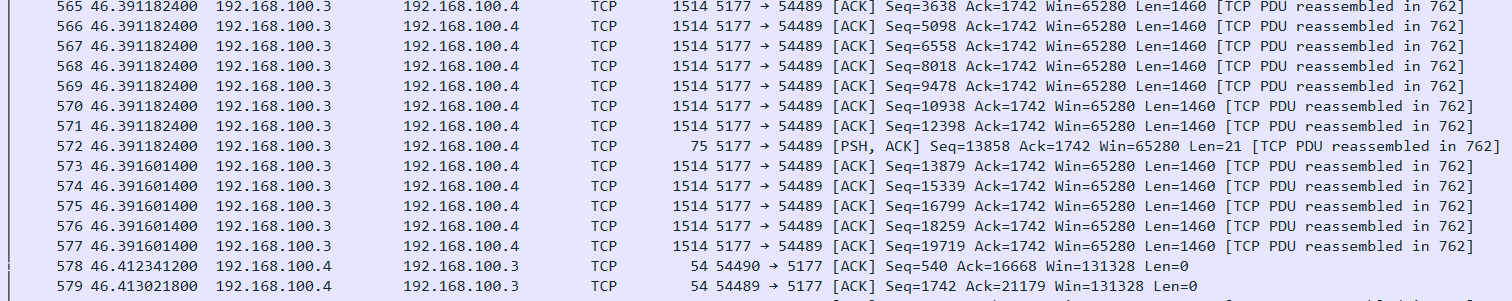 565 46.391182400 192.168.100.3 192.168.100.4 TCP 1514 5177 → 54489 [ACK] Seq=3638 Ack=1742 Win=65280 Len=1460 [TCP PDU reassembled in 762]
566 46.391182400 192.168.100.3 192.168.100.4 TCP 1514 5177 → 54489 [ACK] Seq=5098 Ack=1742 Win=65280 Len=1460 [TCP PDU reassembled in 762]
567 46.391182400 192.168.100.3 192.168.100.4 TCP 1514 5177 → 54489 [ACK] Seq=6558 Ack=1742 Win=65280 Len=1460 [TCP PDU reassembled in 762]
568 46.391182400 192.168.100.3 192.168.100.4 TCP 1514 5177 → 54489 [ACK] Seq=8018 Ack=1742 Win=65280 Len=1460 [TCP PDU reassembled in 762]
569 46.391182400 192.168.100.3 192.168.100.4 TCP 1514 5177 → 54489 [ACK] Seq=9478 Ack=1742 Win=65280 Len=1460 [TCP PDU reassembled in 762]
570 46.391182400 192.168.100.3 192.168.100.4 TCP 1514 5177 → 54489 [ACK] Seq=10938 Ack=1742 Win=65280 Len=1460 [TCP PDU reassembled in 762]
571 46.391182400 192.168.100.3 192.168.100.4 TCP 1514 5177 → 54489 [ACK] Seq=12398 Ack=1742 Win=65280 Len=1460 [TCP PDU reassembled in 762]
572 46.391182400 192.168.100.3 192.168.100.4 TCP 75 5177 → 54489 [PSH, ACK] Seq=13858 Ack=1742 Win=65280 Len=21 [TCP PDU reassembled in 762]
573 46.391601400 192.168.100.3 192.168.100.4 TCP 1514 5177 → 54489 [ACK] Seq=13879 Ack=1742 Win=65280 Len=1460 [TCP PDU reassembled in 762]
574 46.391601400 192.168.100.3 192.168.100.4 TCP 1514 5177 → 54489 [ACK] Seq=15339 Ack=1742 Win=65280 Len=1460 [TCP PDU reassembled in 762]
575 46.391601400 192.168.100.3 192.168.100.4 TCP 1514 5177 → 54489 [ACK] Seq=16799 Ack=1742 Win=65280 Len=1460 [TCP PDU reassembled in 762]
576 46.391601400 192.168.100.3 192.168.100.4 TCP 1514 5177 → 54489 [ACK] Seq=18259 Ack=1742 Win=65280 Len=1460 [TCP PDU reassembled in 762]
577 46.391601400 192.168.100.3 192.168.100.4 TCP 1514 5177 → 54489 [ACK] Seq=19719 Ack=1742 Win=65280 Len=1460 [TCP PDU reassembled in 762]
578 46.412341200 192.168.100.4 192.168.100.3 TCP 54 54490 → 5177 [ACK] Seq=540 Ack=16668 Win=131328 Len=0
579 46.413021800 192.168.100.4 192.168.100.3 TCP 54 54489 → 5177 [ACK] Seq=1742 Ack=21179 Win=131328 Len=0